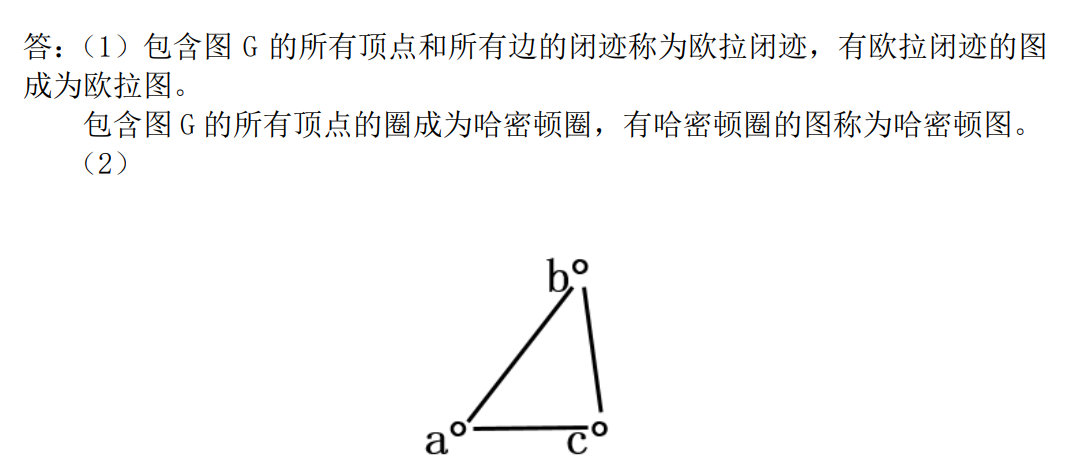 答：（1）包含图 G 的所有顶点和所有边的闭迹称为欧拉闭迹，有欧拉闭迹的图
成为欧拉图。
包含图 G 的所有顶点的圈成为哈密顿圈，有哈密顿圈的图称为哈密顿图。
（2）
b
a
c